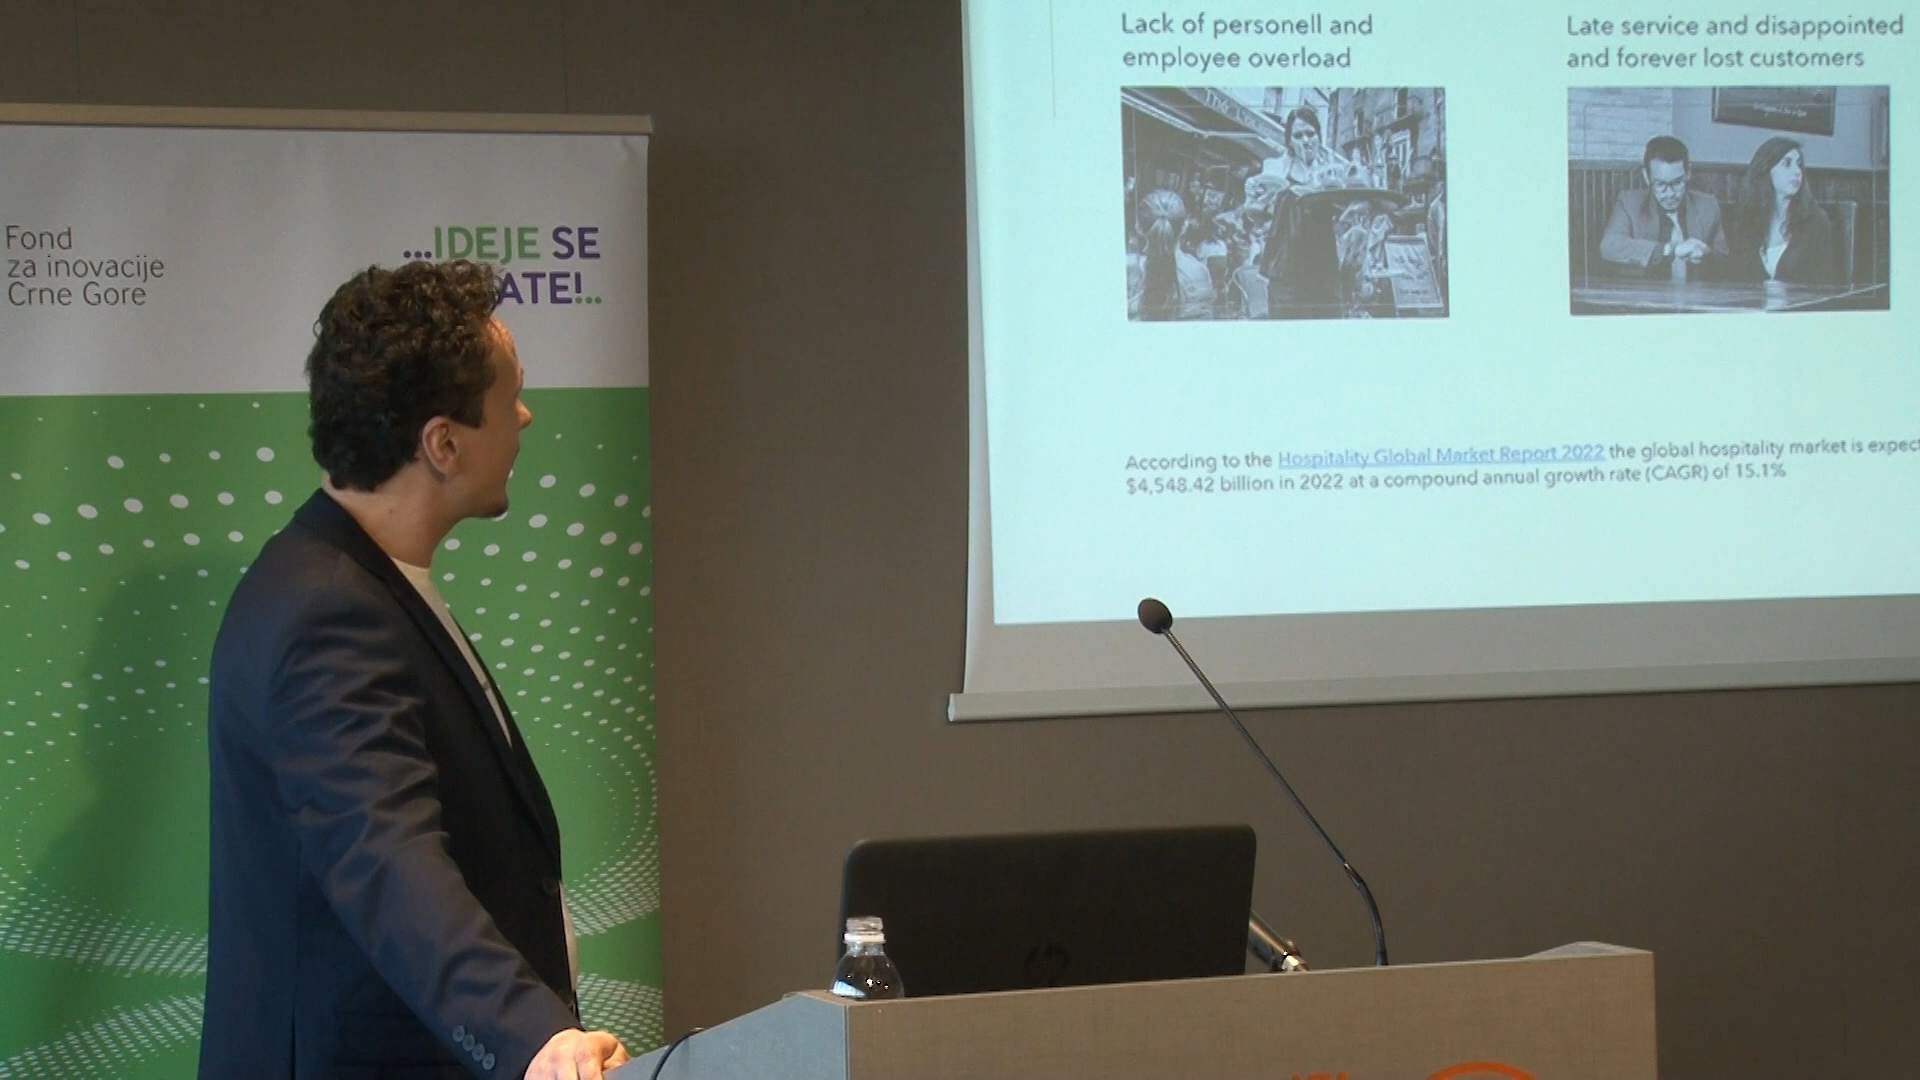 Fond
za inovacije
Crne Gore
...IDEJE SE
ATE!...
Lack of personell and
employee overload
Late service and disappointed
and forever lost customers
According to the Hospitality Global Market Report 2022 the global hospitality market is expect
$4,548.42 billion in 2022 at a compound annual growth rate (CAGR) of 15.1%